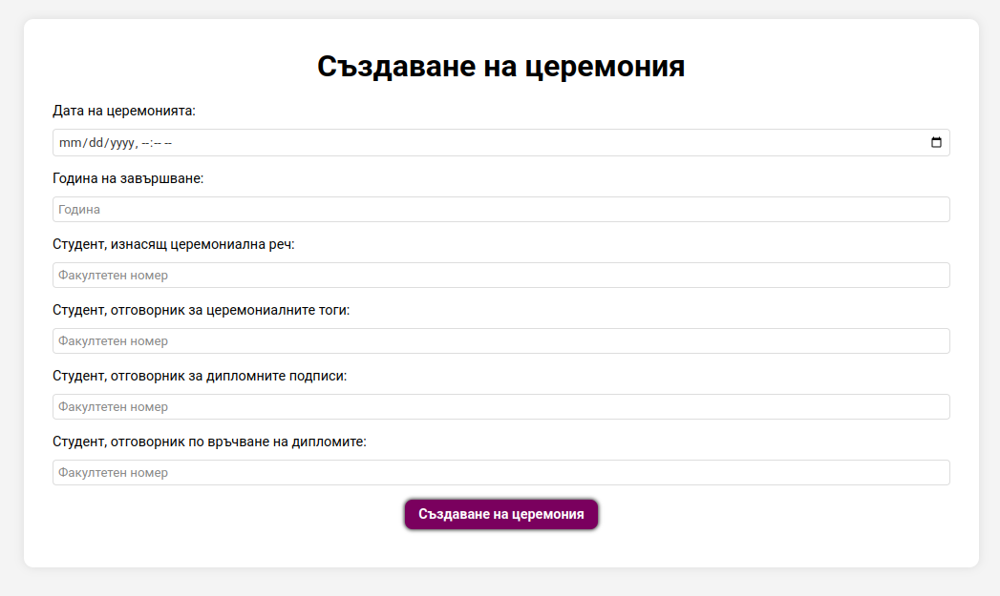 Създаване на церемония
Дата на церемонията:
mm/dd/yyyy, --:-- --
Година на завършване:
Година
Студент, изнасящ церемониална реч:
Факултетен номер
Студент, отговорник за церемониалните тоги:
Факултетен номер
Студент, отговорник за дипломните подписи:
Факултетен номер
Студент, отговорник по връчване на дипломите:
Факултетен номер
Създаване на церемония